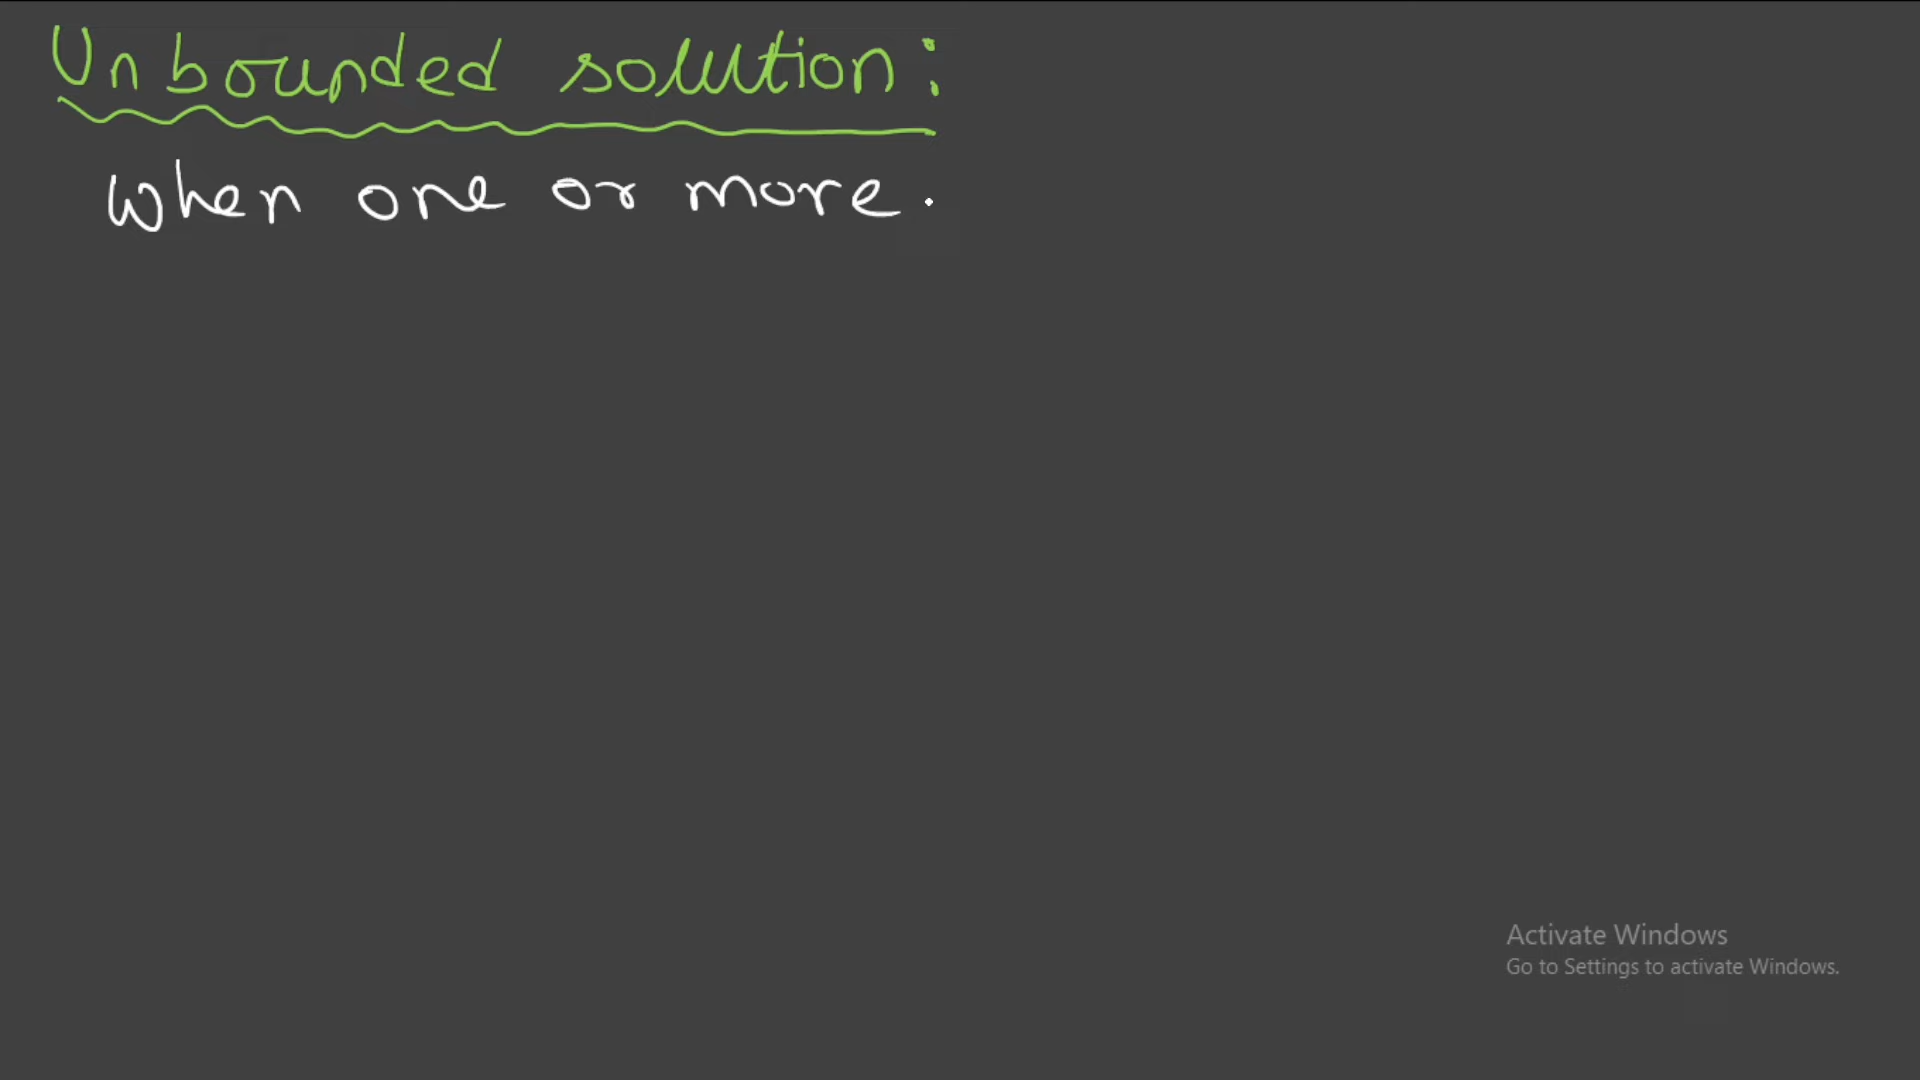 Unbounded solution:
When one or more
Activate Windows
Go to Settings to activate Windows.